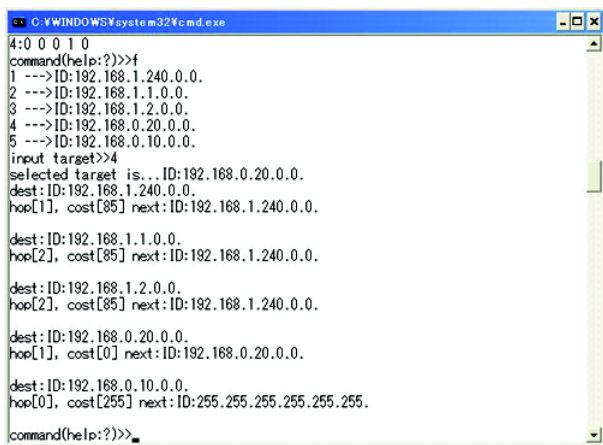 C:¥WINDOWS¥system32¥cmd.exe
4:0 0 0 1 0
command(help:?)>>f
1 --->ID:192.168.1.240.0.0.
2 --->ID:192.168.1.1.0.0.
3 --->ID:192.168.1.2.0.0.
4 --->ID:192.168.0.20.0.0.
5 --->ID:192.168.0.10.0.0.
input target>>4
selected target is...ID:192.168.0.20.0.0.
dest:ID:192.168.1.240.0.0.
hop[1], cost[85] next:ID:192.168.1.240.0.0.
dest:ID:192.168.1.1.0.0.
hop[2], cost[85] next:ID:192.168.1.240.0.0.
dest:ID:192.168.1.2.0.0.
hop[2], cost[85] next:ID:192.168.1.240.0.0.
dest:ID:192.168.0.20.0.0.
hop[1], cost[0] next:ID:192.168.0.20.0.0.
dest:ID:192.168.0.10.0.0.
hop[0], cost[255] next:ID:255.255.255.255.255.255.
command(help:?)>>_